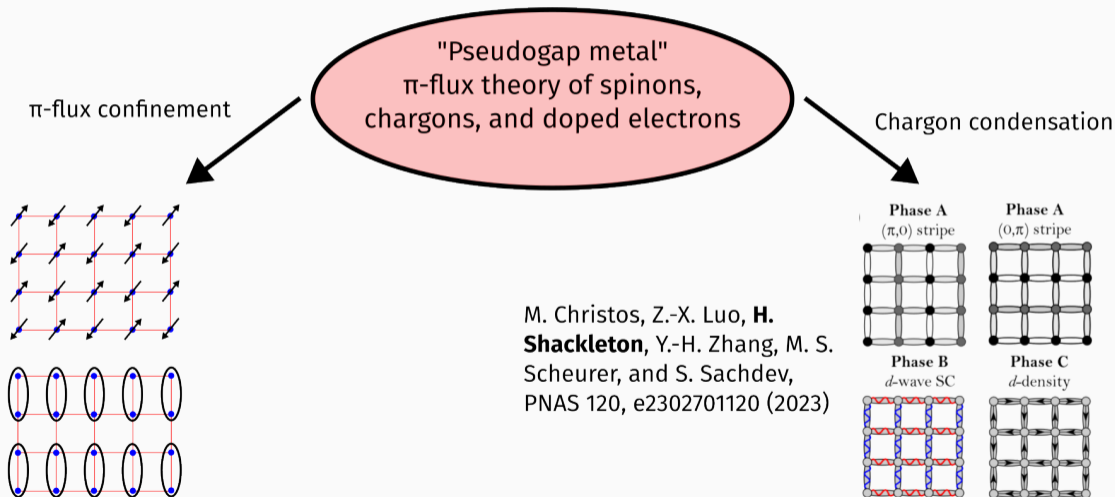 "Pseudogap metal"
π-flux theory of spinons,
chargons, and doped electrons
π-flux confinement
Chargon condensation
Phase A
(π,0) stripe
Phase A
(0,π) stripe
Phase B
d-wave SC
Phase C
d-density
M. Christos, Z.-X. Luo, H.
Shackleton, Y.-H. Zhang, M. S.
Scheurer, and S. Sachdev,
PNAS 120, e2302701120 (2023)